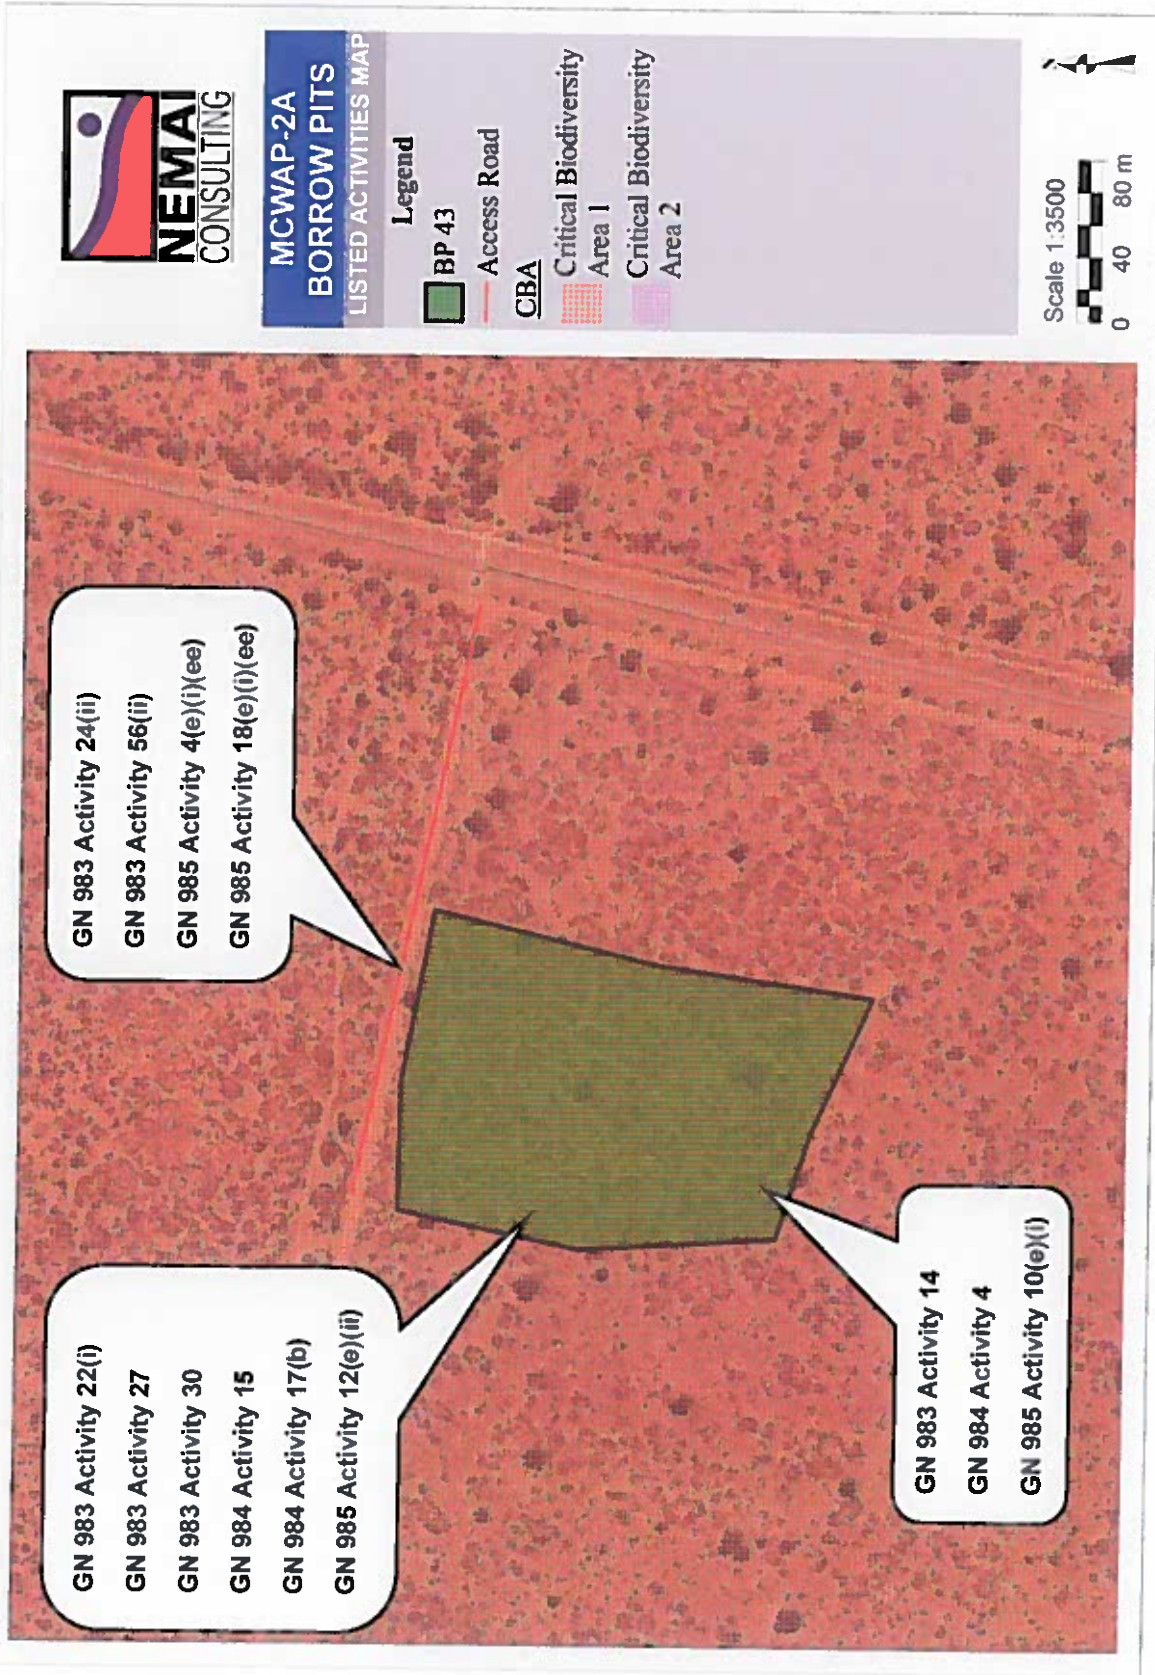 NEMAI
CONSULTING
MCWAP-2A
BORROW PITS
LISTED ACTIVITIES MAP
Legend
BP 43
Access Road
CBA
Critical Biodiversity
Area 1
Critical Biodiversity
Area 2
Scale 1:3500
0 40 80 m
GN 983 Activity 22(i)
GN 983 Activity 27
GN 983 Activity 30
GN 984 Activity 15
GN 984 Activity 17(b)
GN 985 Activity 12(e)(ii)
GN 983 Activity 24(ii)
GN 983 Activity 56(ii)
GN 985 Activity 4(e)(i)(ee)
GN 985 Activity 18(e)(i)(ee)
GN 983 Activity 14
GN 984 Activity 4
GN 985 Activity 10(e)(i)